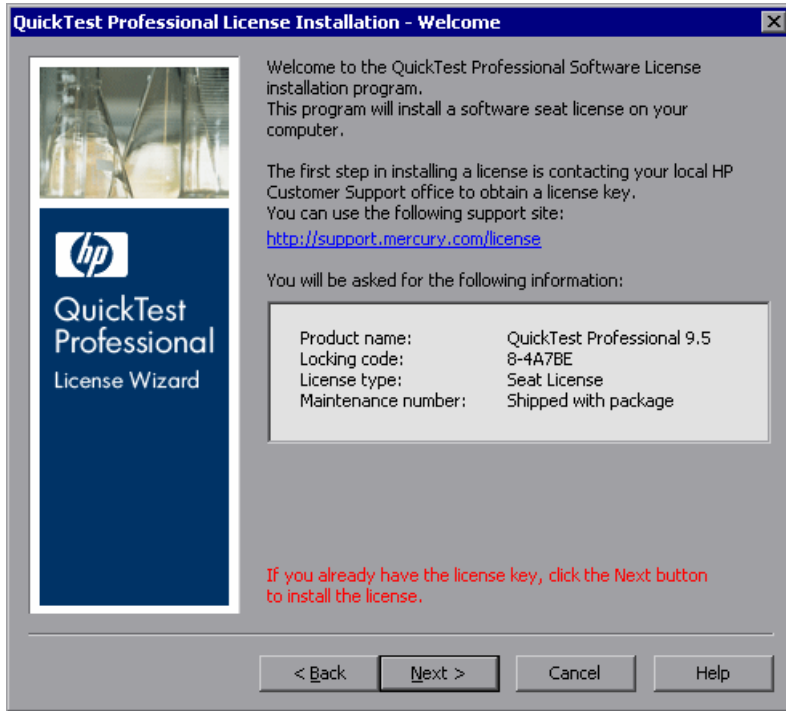 QuickTest Professional License Installation - Welcome
Welcome to the QuickTest Professional Software License
installation program.
This program will install a software seat license on your
computer.
The first step in installing a license is contacting your local HP
Customer Support office to obtain a license key.
You can use the following support site:
http://support.mercury.com/license
You will be asked for the following information:
Product name: QuickTest Professional 9.5
Locking code: 8-4A7BE
License type: Seat License
Maintenance number: Shipped with package
If you already have the license key, click the Next button
to install the license.
hp
QuickTest
Professional
License Wizard
< Back Next > Cancel Help